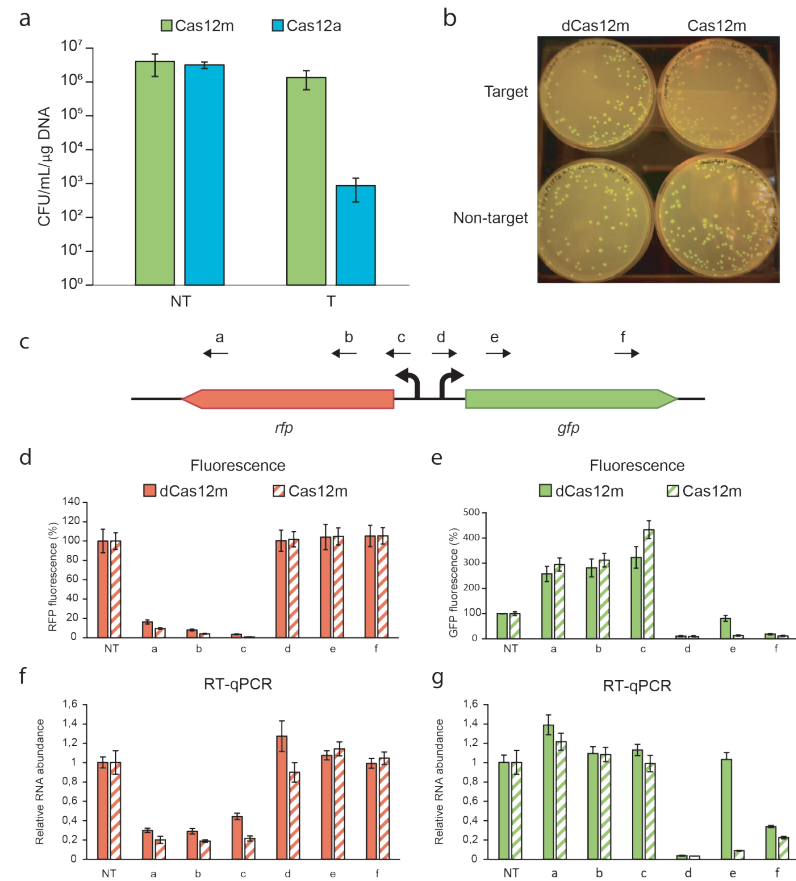 a
Cas12m Cas12a
10⁷
10⁶
10⁵
10⁴
10³
10²
10¹
10⁰
CFU/mL/μg DNA
NT T
b
dCas12m Cas12m
Target
Non-target
c
a b c d e f
rfp gfp
d
Fluorescence
dCas12m Cas12m
140
120
100
80
60
40
20
0
RFP fluorescence (%)
NT a b c d e f
e
Fluorescence
dCas12m Cas12m
500
400
300
200
100
0
GFP fluorescence (%)
NT a b c d e f
f
RT-qPCR
1,6
1,4
1,2
1
0,8
0,6
0,4
0,2
0
Relative RNA abundance
NT a b c d e f
g
RT-qPCR
1,6
1,4
1,2
1
0,8
0,6
0,4
0,2
0
Relative RNA abundance
NT a b c d e f